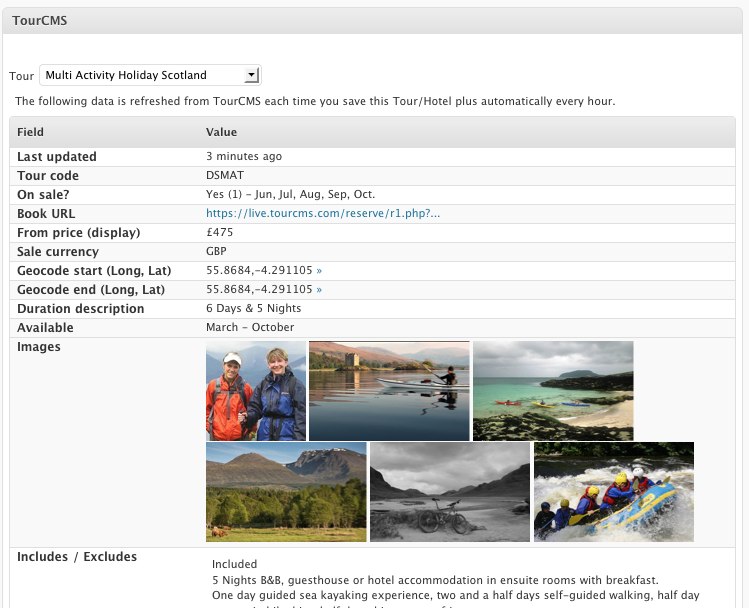 TourCMS
Tour Multi Activity Holiday Scotland
The following data is refreshed from TourCMS each time you save this Tour/Hotel plus automatically every hour.
Field Value
Last updated 3 minutes ago
Tour code DSMAT
On sale? Yes (1) - Jun, Jul, Aug, Sep, Oct.
Book URL https://live.tourcms.com/reserve/r1.php?...
From price (display) £475
Sale currency GBP
Geocode start (Long, Lat) 55.8684,-4.291105 »
Geocode end (Long, Lat) 55.8684,-4.291105 »
Duration description 6 Days & 5 Nights
Available March - October
Images
Includes / Excludes
Included
5 Nights B&B, guesthouse or hotel accommodation in ensuite rooms with breakfast.
One day guided sea kayaking experience, two and a half days self-guided walking, half day